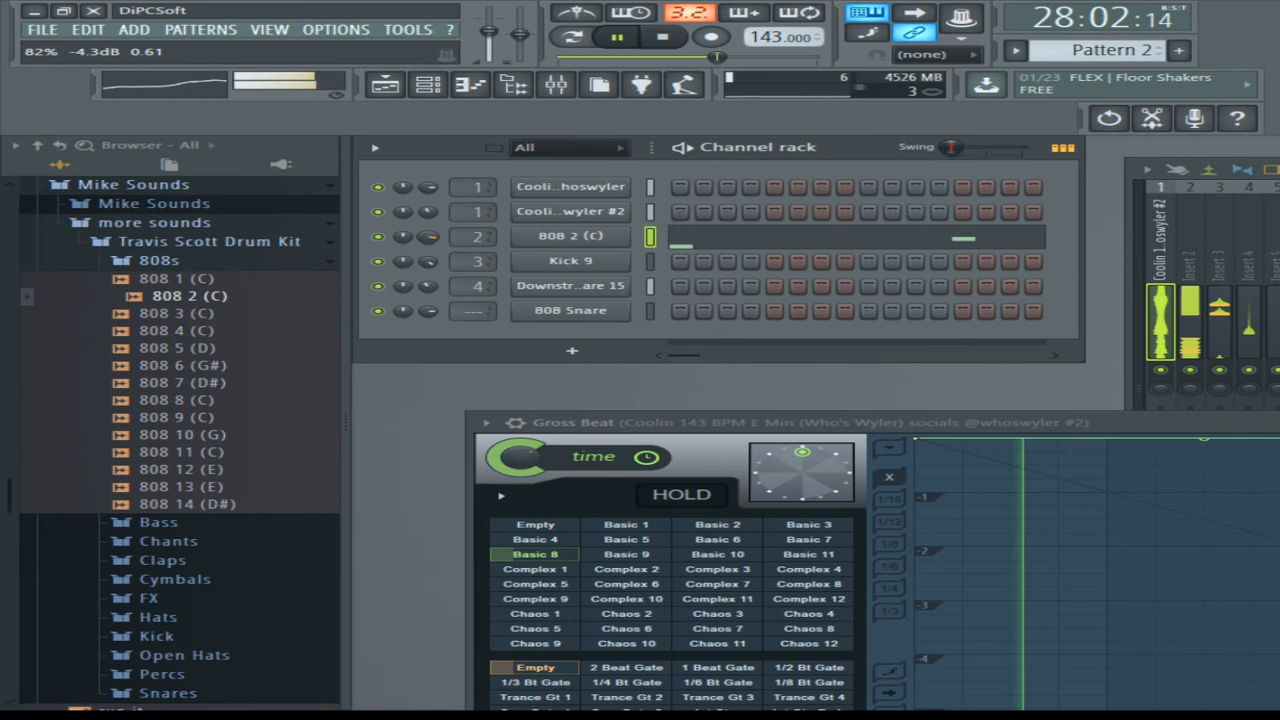 DiPCSoft
FILE EDIT ADD PATTERNS VIEW OPTIONS TOOLS ?
82% -4.3dB 0.61
3.2.
143.000
(none)
28:02:14
B:S:T
Pattern 2
6 4526 MB
3
01/23 FLEX | Floor Shakers
FREE
?
Browser - All
Mike Sounds
Mike Sounds
more sounds
Travis Scott Drum Kit
808s
808 1 (C)
808 2 (C)
808 3 (C)
808 4 (C)
808 5 (D)
808 6 (G#)
808 7 (D#)
808 8 (C)
808 9 (C)
808 10 (G)
808 11 (C)
808 12 (E)
808 13 (E)
808 14 (D#)
Bass
Chants
Claps
Cymbals
FX
Hats
Kick
Open Hats
Percs
Snares
All
Channel rack
Swing
1 Cooli..hoswyler
1 Cooli..wyler #2
2 808 2 (C)
3 Kick 9
4 Downstr..are 15
--- 808 Snare
+
1 2 3 4
Coolin 1..oswyler #2
Insert 2
Insert 3
Insert 4
Gross Beat (Coolin 143 BPM E Min (Who's Wyler) socials @whoswyler #2)
time
HOLD
Empty Basic 1 Basic 2 Basic 3
Basic 4 Basic 5 Basic 6 Basic 7
Basic 8 Basic 9 Basic 10 Basic 11
Complex 1 Complex 2 Complex 3 Complex 4
Complex 5 Complex 6 Complex 7 Complex 8
Complex 9 Complex 10 Complex 11 Complex 12
Chaos 1 Chaos 2 Chaos 3 Chaos 4
Chaos 5 Chaos 6 Chaos 7 Chaos 8
Chaos 9 Chaos 10 Chaos 11 Chaos 12
Empty 2 Beat Gate 1 Beat Gate 1/2 Bt Gate
1/3 Bt Gate 1/4 Bt Gate 1/6 Bt Gate 1/8 Bt Gate
Trance Gt 1 Trance Gt 2 Trance Gt 3 Trance Gt 4
X
1/16
1/12
1/8
1/6
1/4
1/3
-1
-2
-3
-4